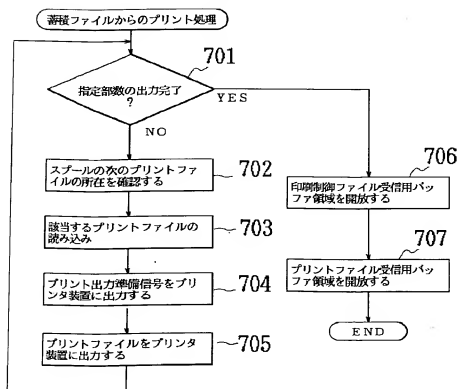 蓄積ファイルからのプリント処理
701
指定部数の出力完了
?
YES
NO
スプールの次のプリントファ
イルの所在を確認する
702
該当するプリントファイルの
読み込み
703
プリント出力準備信号をプリ
ンタ装置に出力する
704
プリントファイルをプリンタ
装置に出力する
705
706
印刷制御ファイル受信用バッ
ファ領域を開放する
707
プリントファイル受信用バッ
ファ領域を開放する
END